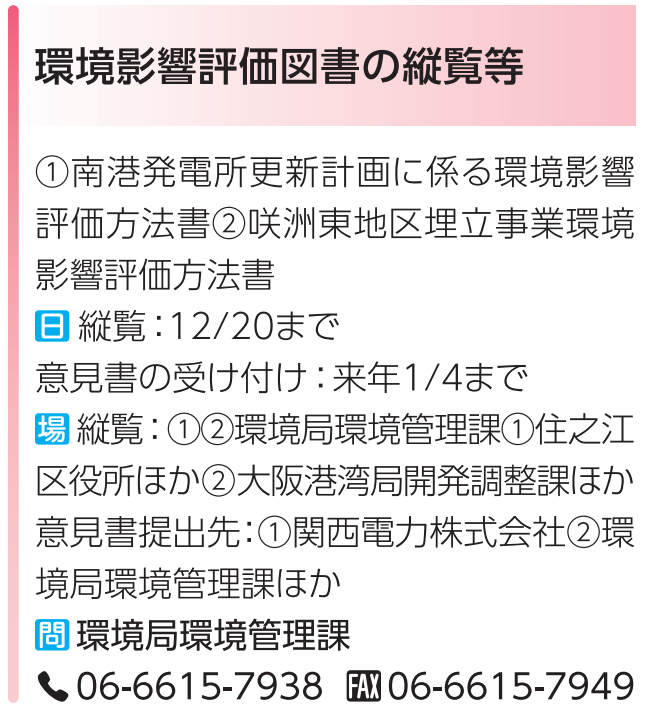 環境影響評価図書の縦覧等
①南港発電所更新計画に係る環境影響
評価方法書②咲洲東地区埋立事業環境
影響評価方法書
日 縦覧：12/20まで
意見書の受け付け：来年1/4まで
場 縦覧：①②環境局環境管理課①住之江
区役所ほか②大阪港湾局開発調整課ほか
意見書提出先：①関西電力株式会社②環
境局環境管理課ほか
問 環境局環境管理課
06-6615-7938 FAX 06-6615-7949